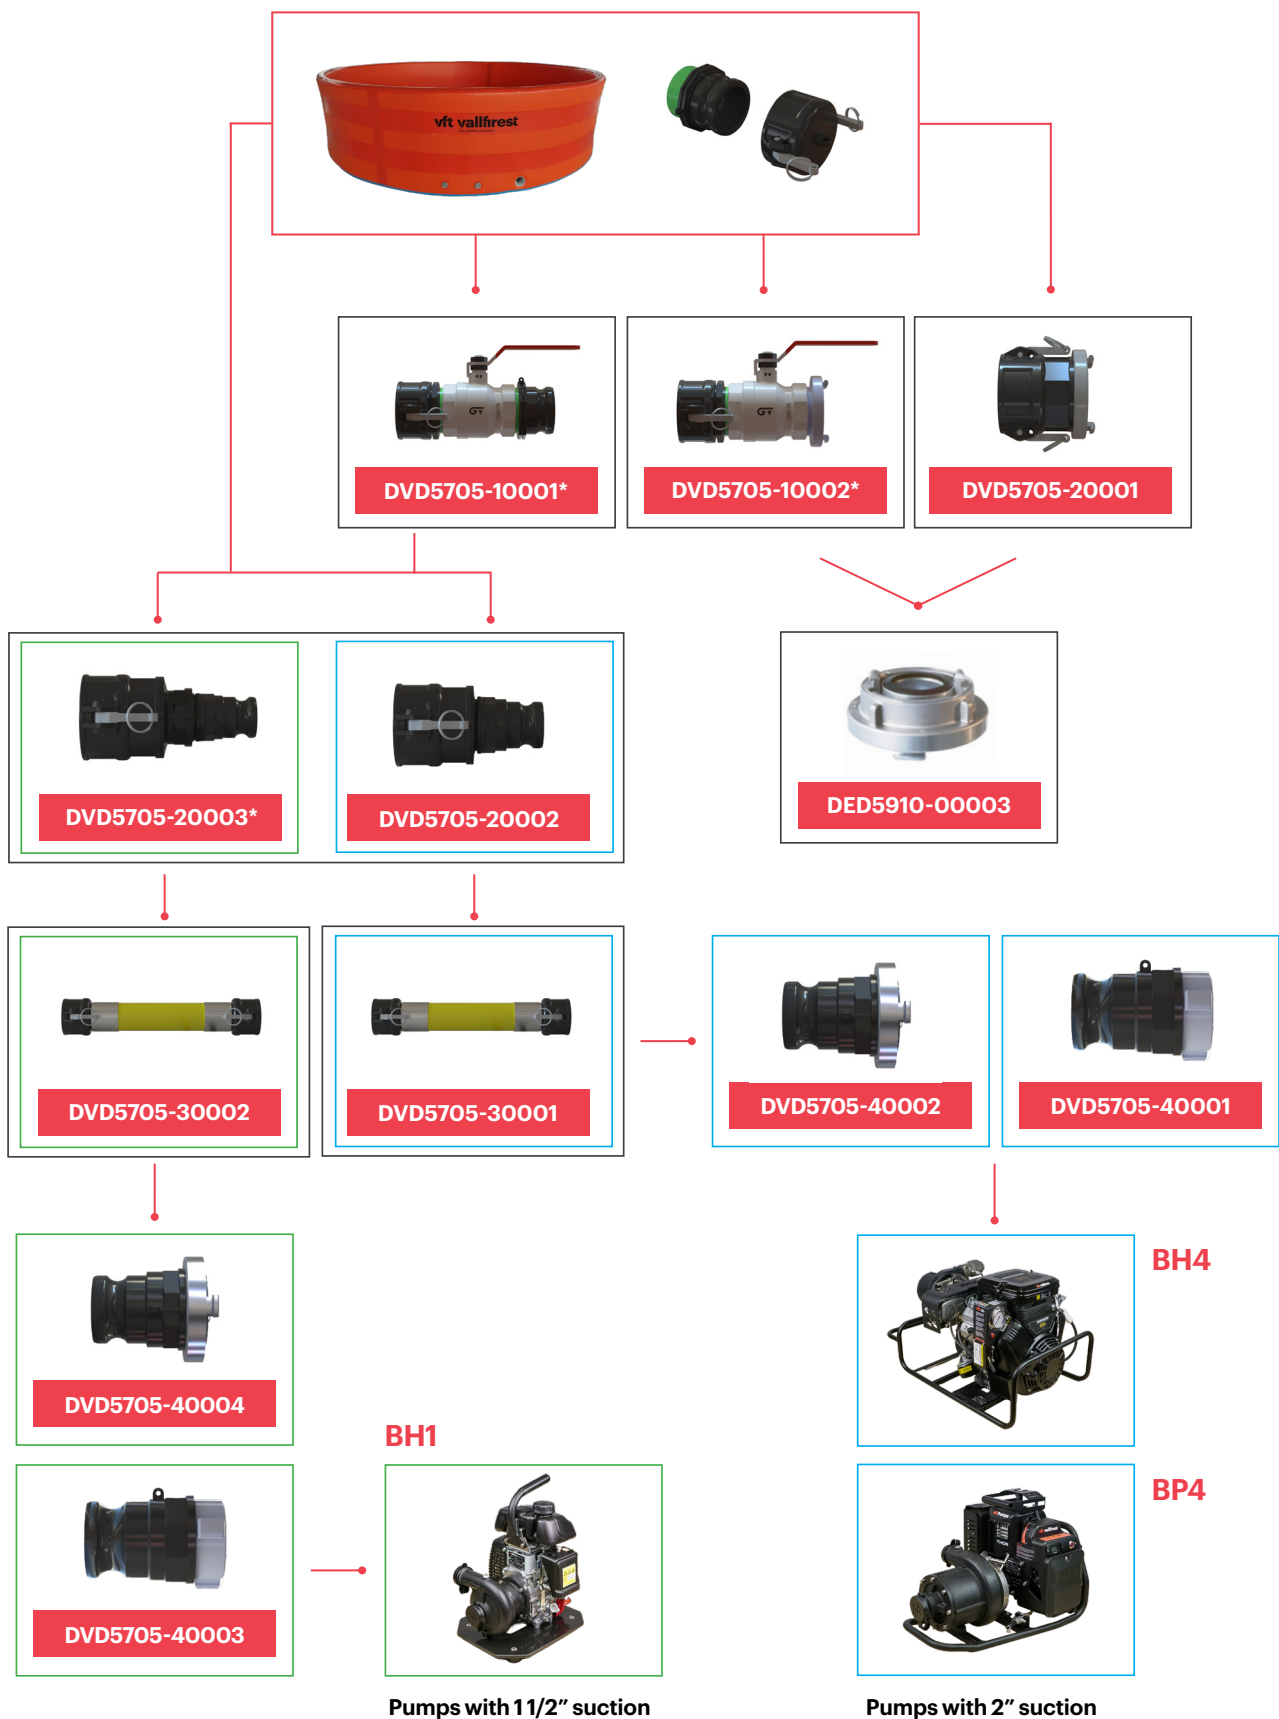 vft vallfirest
DVD5705-10001*
DVD5705-10002*
DVD5705-20001
DVD5705-20003*
DVD5705-20002
DED5910-00003
DVD5705-30002
DVD5705-30001
DVD5705-40002
DVD5705-40001
DVD5705-40004
BH4
BH1
BP4
DVD5705-40003
Pumps with 1 1/2” suction
Pumps with 2” suction